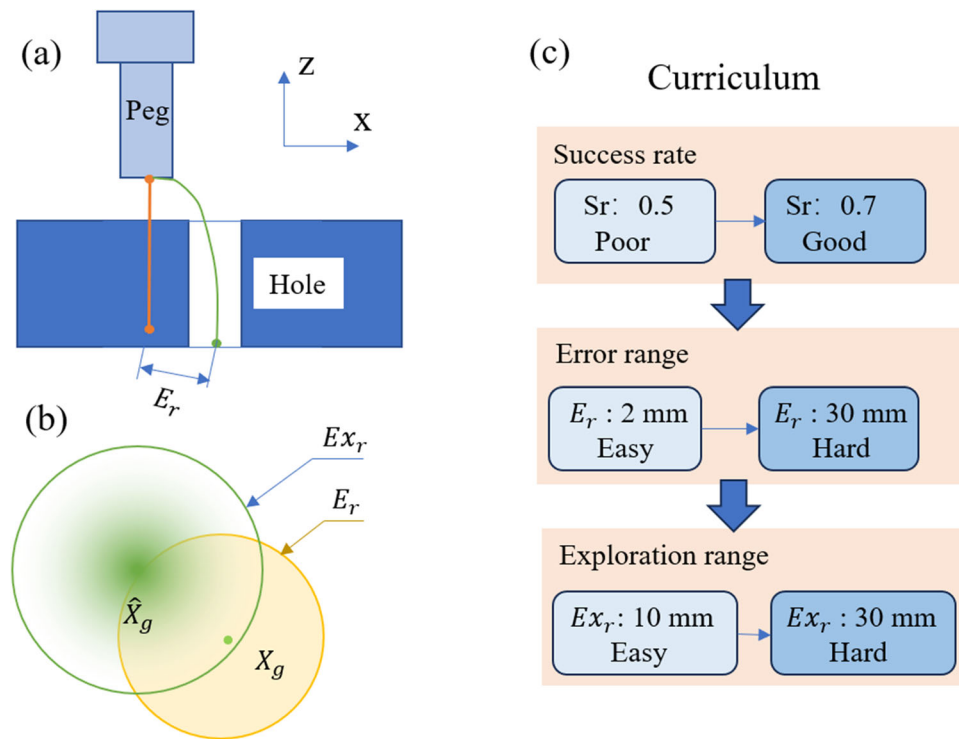 (a)
Peg
Z
X
Hole
E_r
(b)
Ex_r
E_r
X̂_g
X_g
(c)
Curriculum
Success rate
Sr: 0.5
Poor
Sr: 0.7
Good
Error range
E_r : 2 mm
Easy
E_r : 30 mm
Hard
Exploration range
Ex_r: 10 mm
Easy
Ex_r: 30 mm
Hard